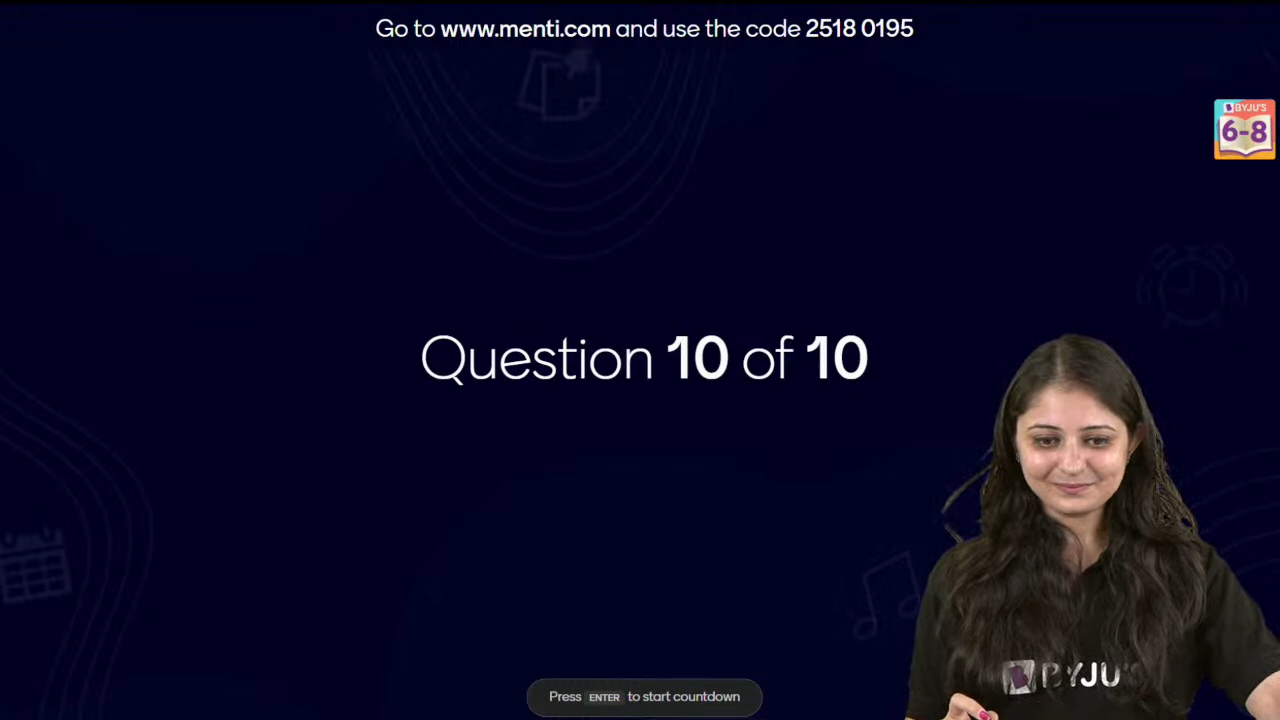 Go to www.menti.com and use the code 2518 0195
BYJU'S
6-8
Question 10 of 10
BYJU'S
Press ENTER to start countdown